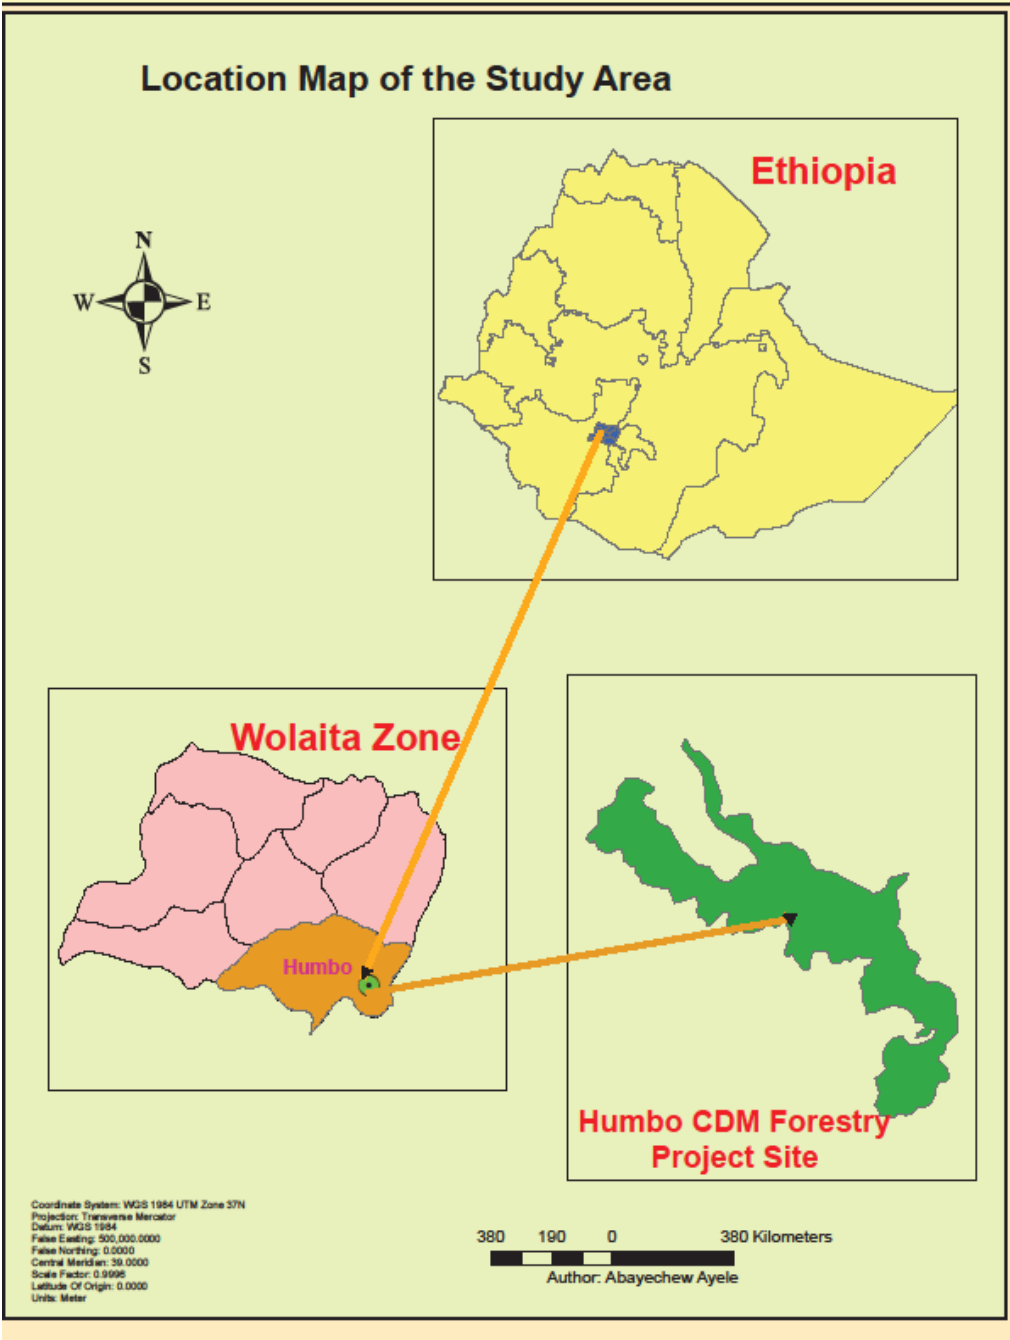 Location Map of the Study Area
Ethiopia
N
W E
S
Wolaita Zone
Humbo
Humbo CDM Forestry
Project Site
Coordinate System: WGS 1984 UTM Zone 37N
Projection: Transverse Mercator
Datum: WGS 1984
False Easting: 500,000.0000
False Northing: 0.0000
Central Meridian: 39.0000
Scale Factor: 0.9996
Latitude Of Origin: 0.0000
Units: Meter
380 190 0 380 Kilometers
Author: Abayechew Ayele